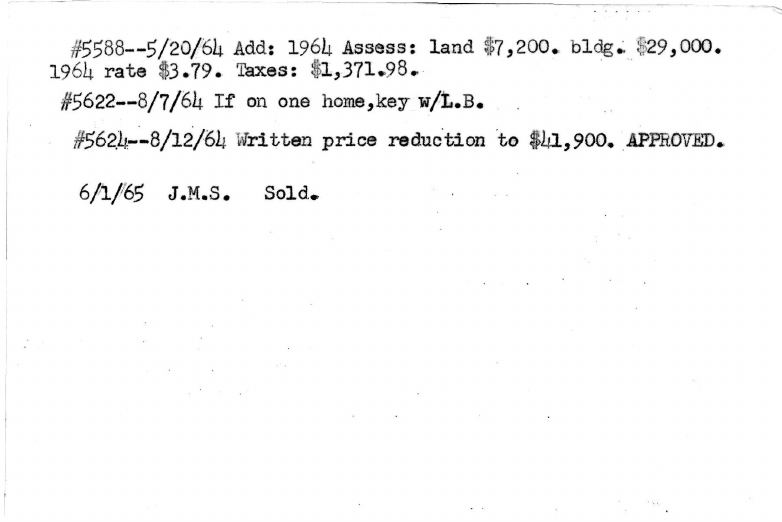 #5588--5/20/64 Add: 1964 Assess: land $7,200. bldg. $29,000.
1964 rate $3.79. Taxes: $1,371.98.
#5622--8/7/64 If on one home,key w/L.B.
#5624--8/12/64 Written price reduction to $41,900. APPROVED.
6/1/65 J.M.S. Sold.